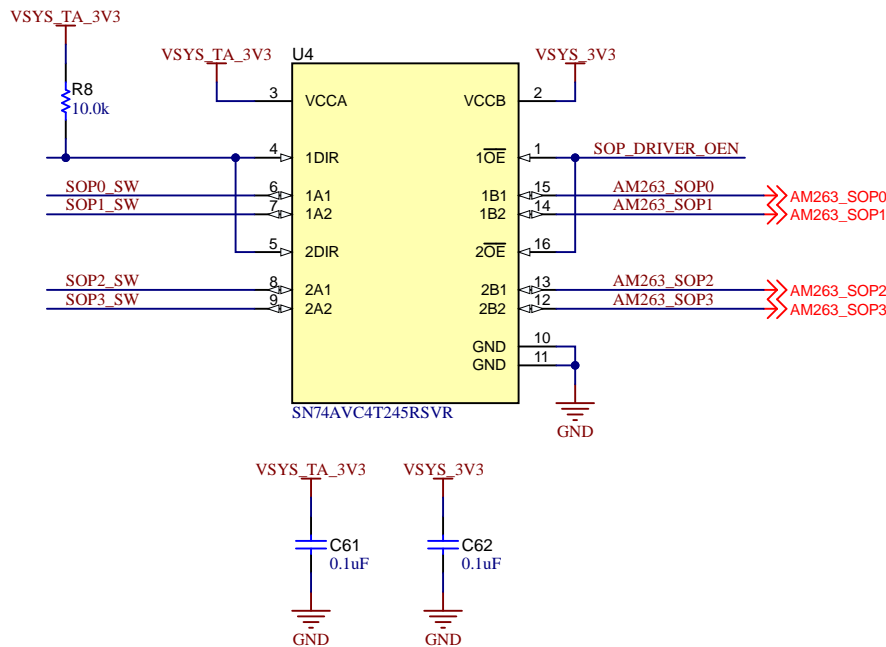 VSYS_TA_3V3
R8
10.0k
VSYS_TA_3V3
U4
VSYS_3V3
3 VCCA VCCB 2
4 1DIR 1OE 1 SOP_DRIVER_OEN
SOP0_SW 6 1A1 1B1 15 AM263_SOP0 AM263_SOP0
SOP1_SW 7 1A2 1B2 14 AM263_SOP1 AM263_SOP1
5 2DIR 2OE 16
SOP2_SW 8 2A1 2B1 13 AM263_SOP2 AM263_SOP2
SOP3_SW 9 2A2 2B2 12 AM263_SOP3 AM263_SOP3
GND 10
GND 11
SN74AVC4T245RSVR
GND
VSYS_TA_3V3 VSYS_3V3
C61 C62
0.1uF 0.1uF
GND GND